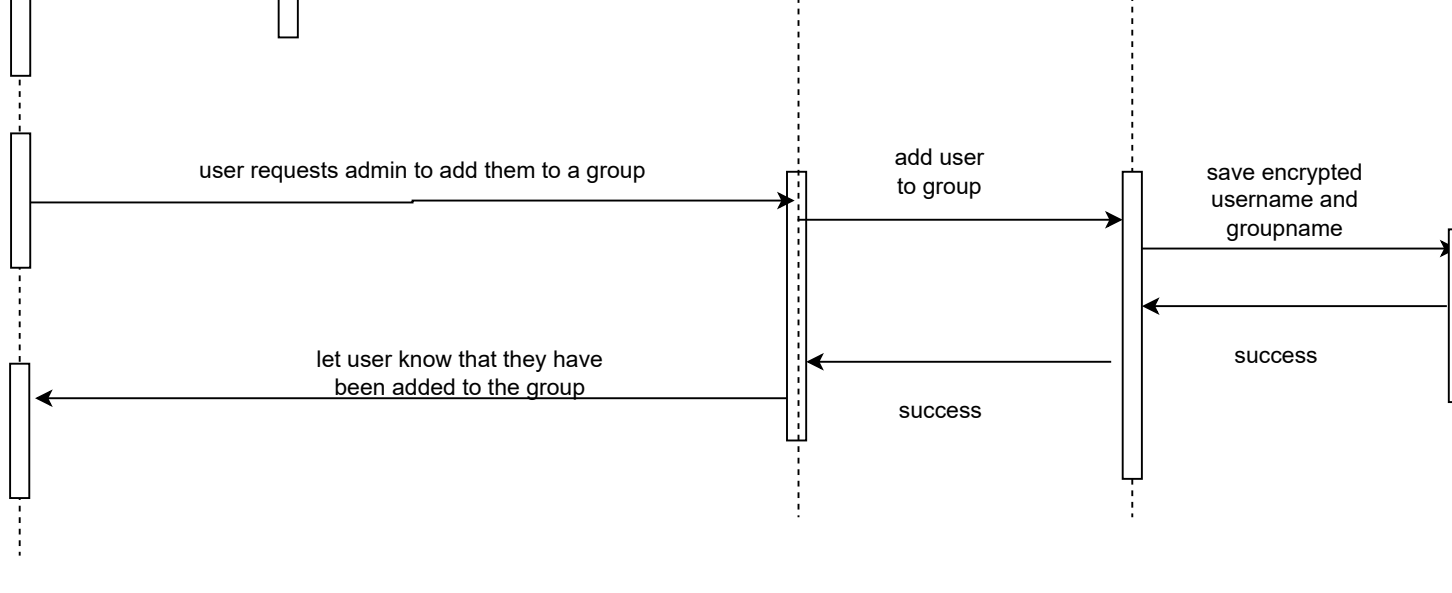 user requests admin to add them to a group
add user
to group
save encrypted
username and
groupname
let user know that they have
been added to the group
success
success